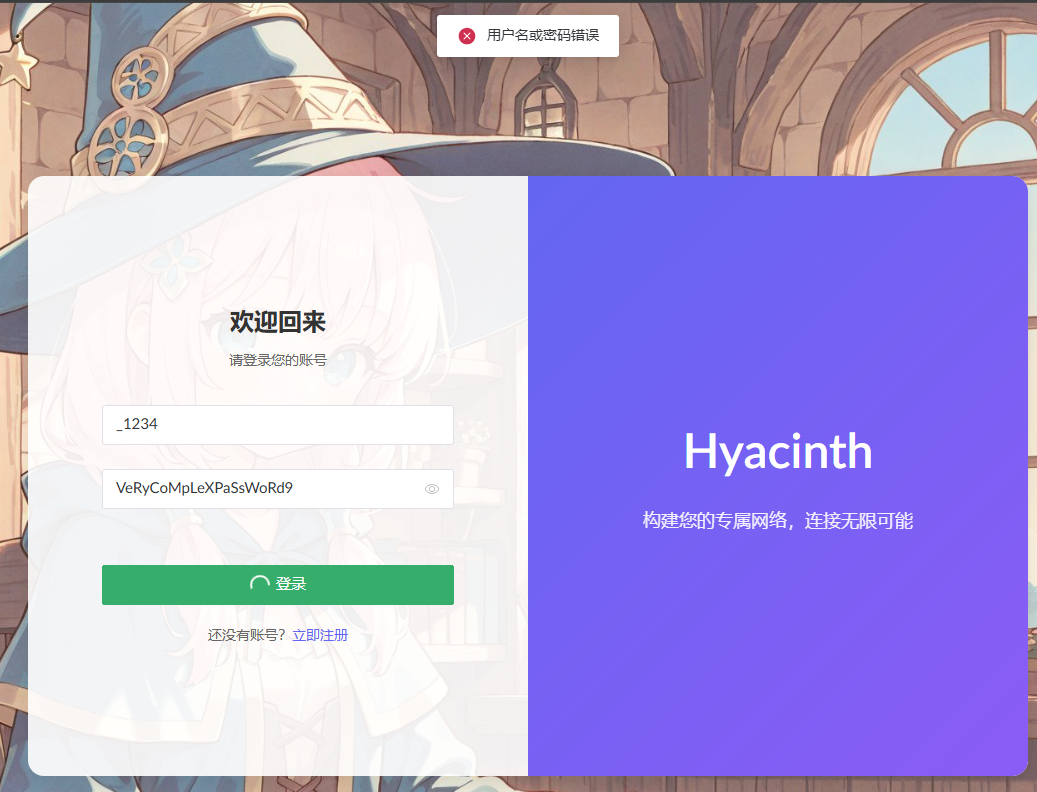 用户名或密码错误
欢迎回来
请登录您的账号
_1234
VeRyCoMpLeXPaSsWoRd9
登录
还没有账号？立即注册
Hyacinth
构建您的专属网络，连接无限可能